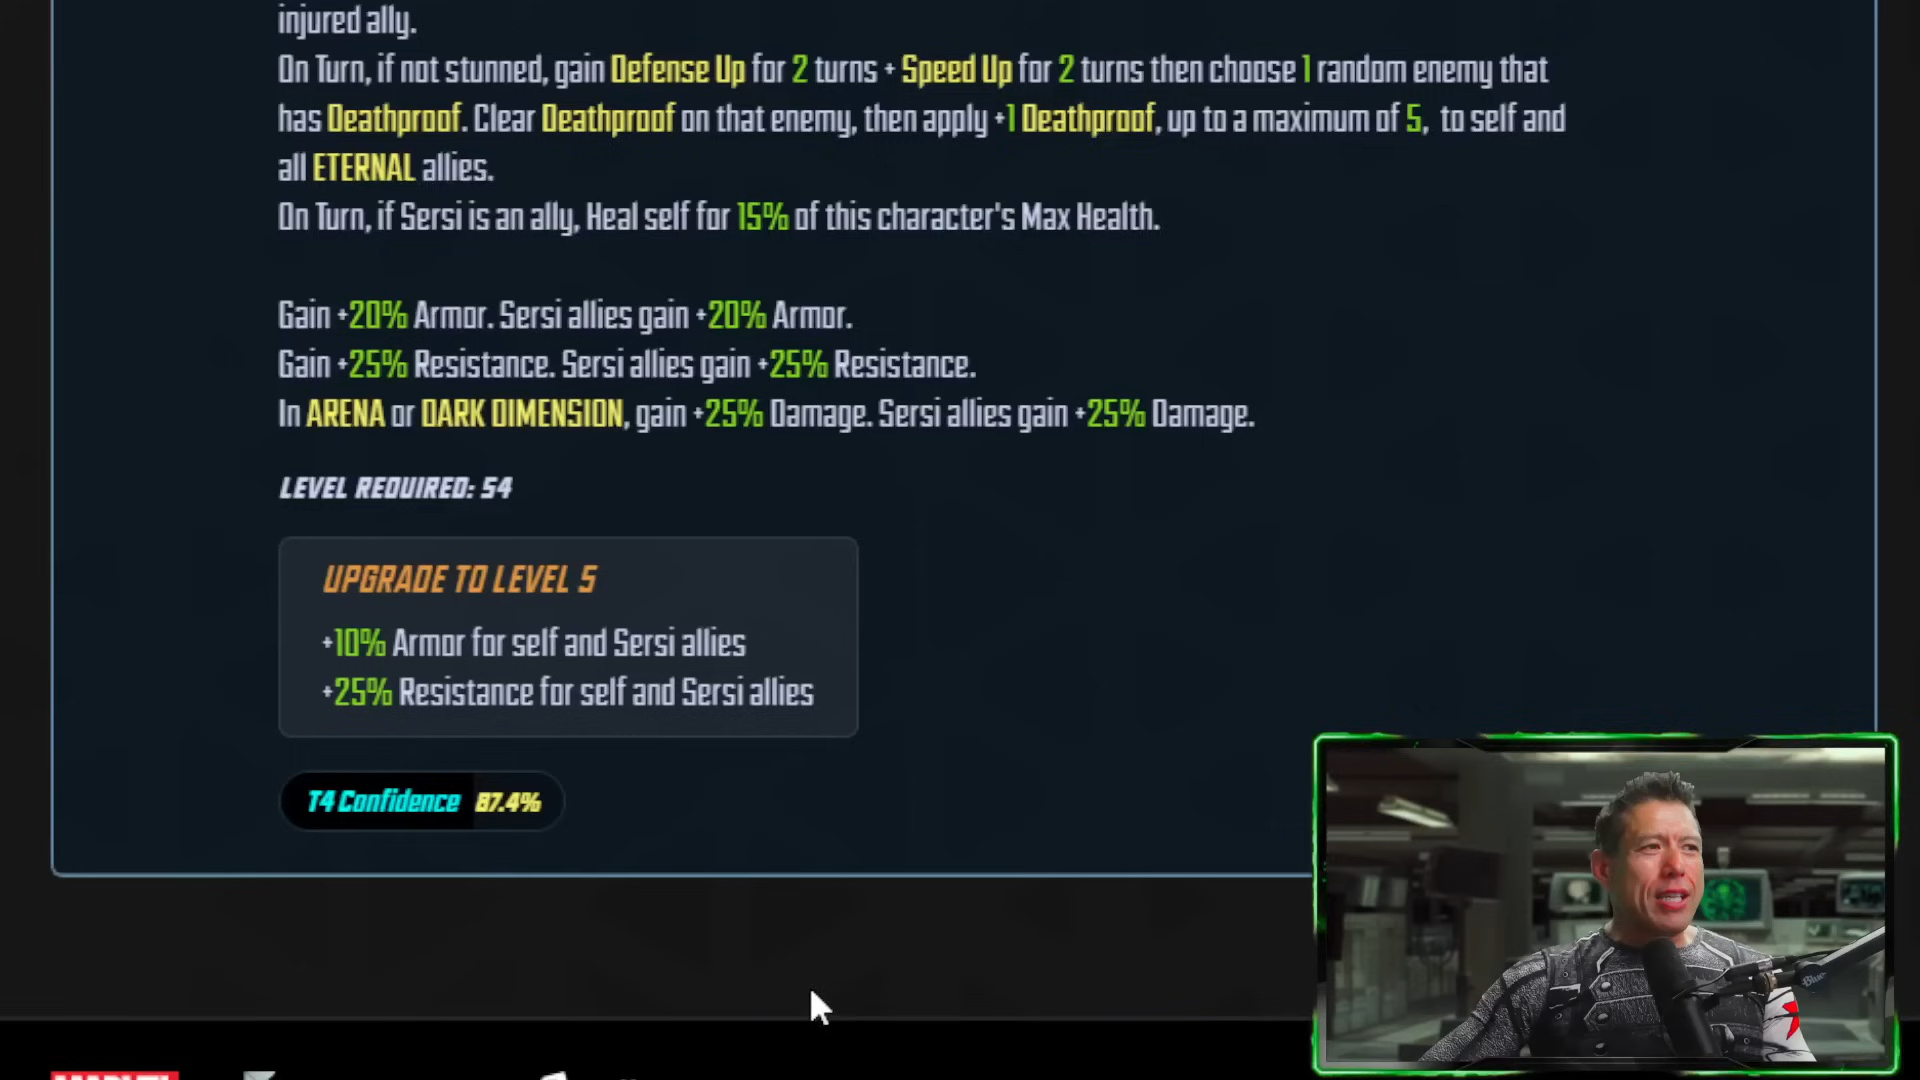 injured ally.
On Turn, if not stunned, gain Defense Up for 2 turns + Speed Up for 2 turns then choose 1 random enemy that
has Deathproof. Clear Deathproof on that enemy, then apply +1 Deathproof, up to a maximum of 5, to self and
all ETERNAL allies.
On Turn, if Sersi is an ally, Heal self for 15% of this character's Max Health.
Gain +20% Armor. Sersi allies gain +20% Armor.
Gain +25% Resistance. Sersi allies gain +25% Resistance.
In ARENA or DARK DIMENSION, gain +25% Damage. Sersi allies gain +25% Damage.
LEVEL REQUIRED: 54
UPGRADE TO LEVEL 5
+10% Armor for self and Sersi allies
+25% Resistance for self and Sersi allies
T4 Confidence 87.4%